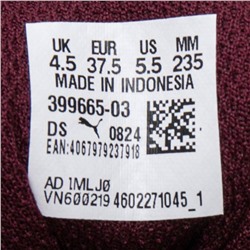 UK EUR US MM
4.5 37.5 5.5 235
MADE IN INDONESIA
399665-03
DS 0824
EAN:4067979237918
AD 1MLJ0
VN600219 4602271045_1